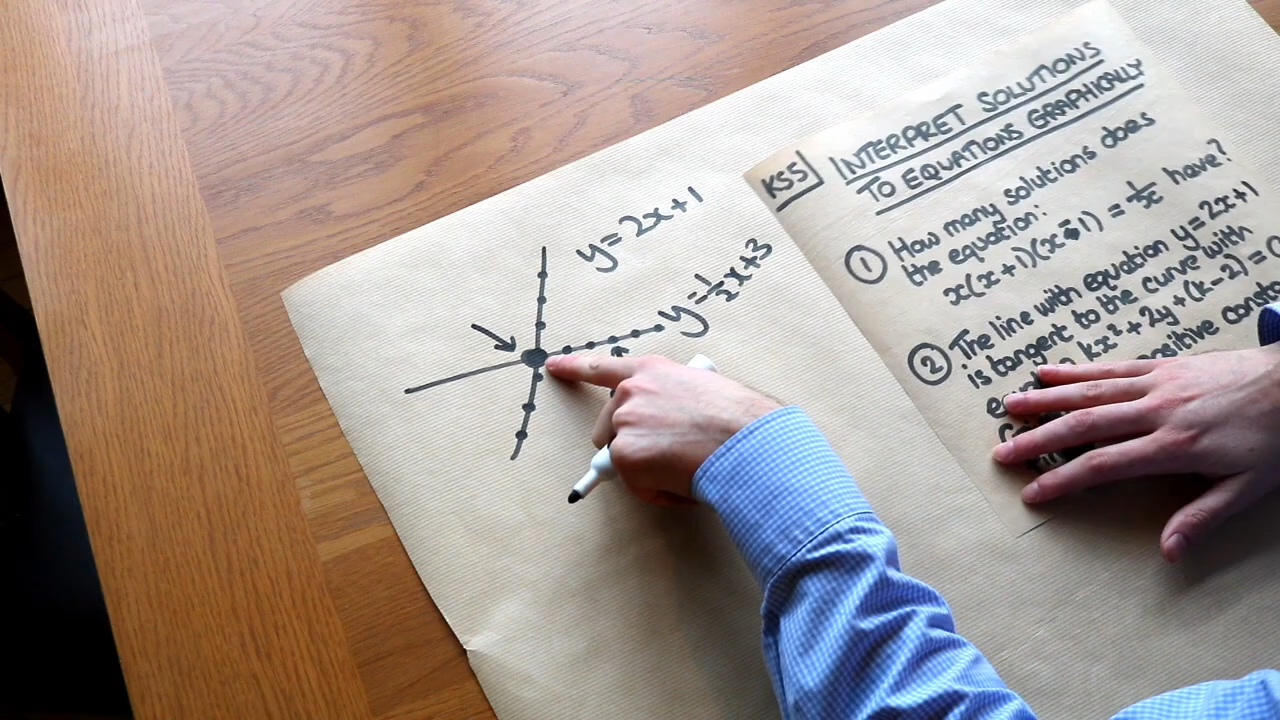 y=2x+1
y=1/2x+3
KS5
INTERPRET SOLUTIONS
TO EQUATIONS GRAPHICALLY
① How many solutions does
the equation:
x(x+1)(x-1) = 1/x have?
② The line with equation y=2x+1
is tangent to the curve with
kx²+2y+(k-2)=
positive